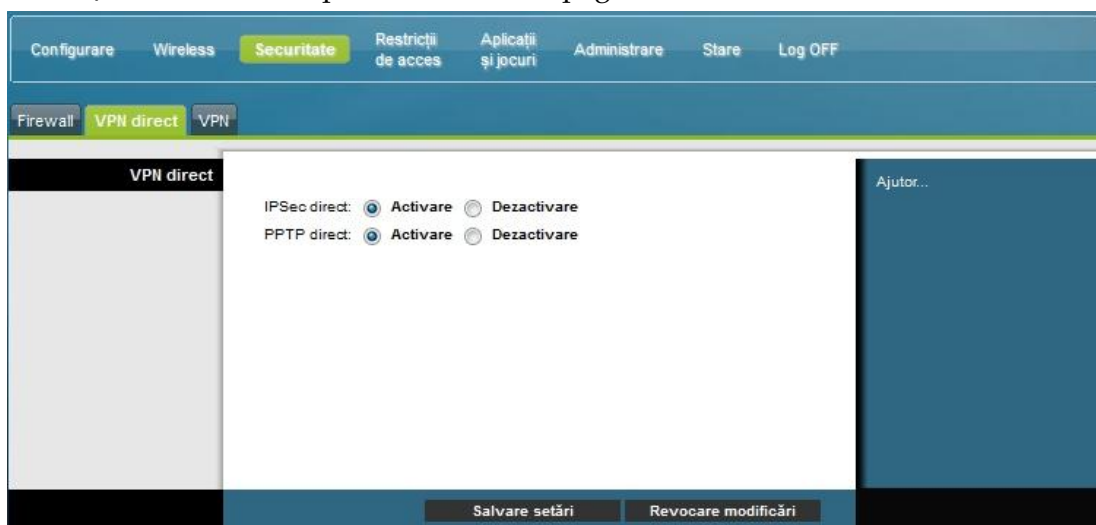 Configurare Wireless Securitate Restricții de acces Aplicații și jocuri Administrare Stare Log OFF
Firewall VPN direct VPN
VPN direct
Ajutor...
IPSec direct: Activare Dezactivare
PPTP direct: Activare Dezactivare
Salvare setări Revocare modificări